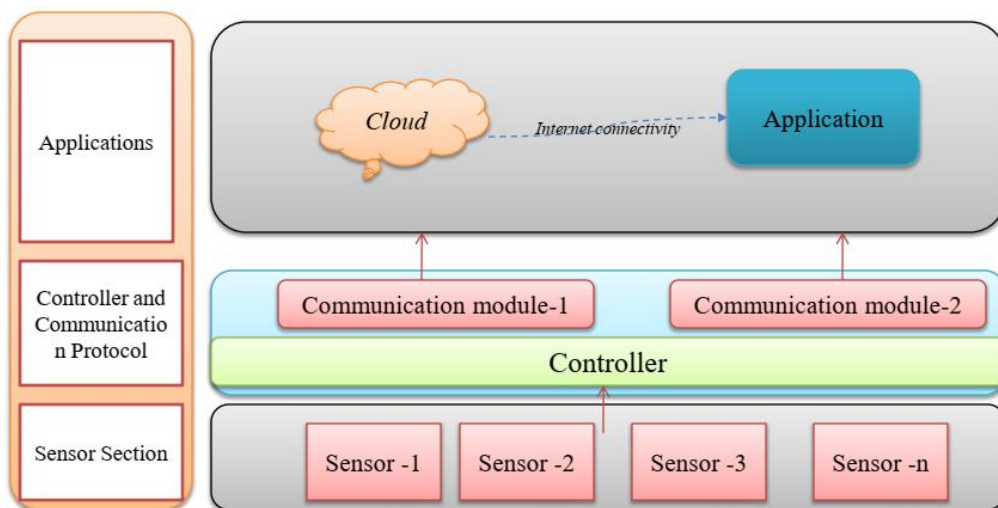 Applications
Cloud
Internet connectivity
Application
Controller and
Communicatio
n Protocol
Communication module-1
Communication module-2
Controller
Sensor Section
Sensor -1
Sensor -2
Sensor -3
Sensor -n